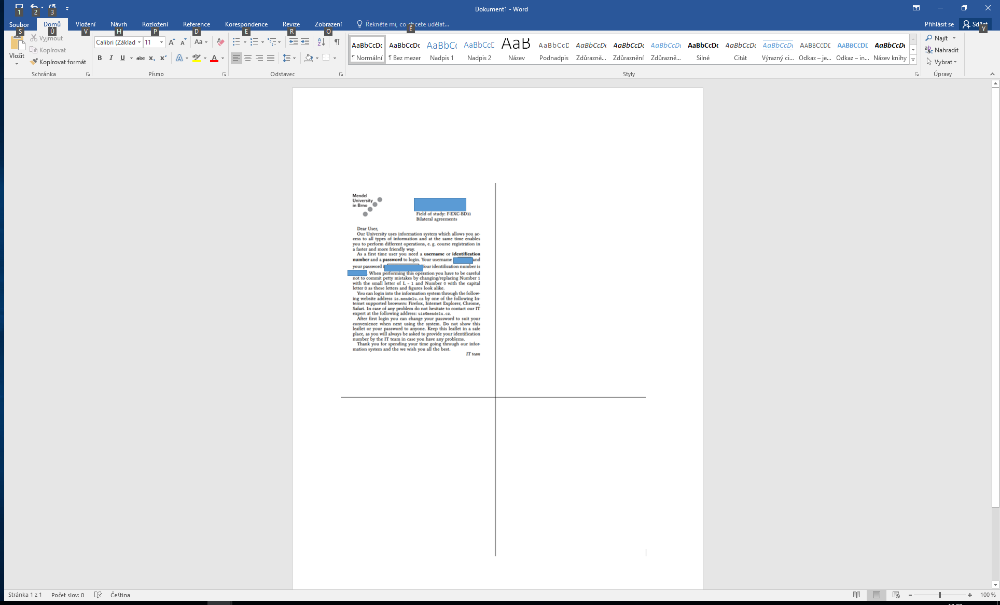 Dokument1 - Word
1 2 3
Soubor Domů Vložení Návrh Rozložení Reference Korespondence Revize Zobrazení Řekněte mi, co chcete udělat... Přihlásit se Sdílet
S Ů V H P D E R O É Y
Vložit
Vyjmout
Kopírovat
Kopírovat formát
Schránka
Calibri (Základ 11
Písmo
Odstavec
AaBbCcDc AaBbCcDc AaBbC( AaBbCcD AaB AaBbCcD AaBbCcDc AaBbCcDc AaBbCcDc AaBbCcDc AaBbCcDc AaBbCcDc AABBCCDE AABBCCDE AaBbCcDc
¶ Normální ¶ Bez mezer Nadpis 1 Nadpis 2 Název Podnadpis Zdůrazně... Zdůraznění Zdůrazně... Silné Citát Výrazný ci... Odkaz – je... Odkaz – in... Název knihy
Styly
Najít
Nahradit
Vybrat
Úpravy
Mendel
University
in Brno
Field of study: F-EXC-BD11
Bilateral agreements
Dear User,
Our University uses information system which allows you ac-
cess to all types of information and at the same time enables
you to perform different operations, e. g. course registration in
a faster and more friendly way.
As a first time user you need a username or identification
number and a password to login. Your username and
your password i our identification number is
When performing this operation you have to be careful
not to commit petty mistakes by changing/replacing Number 1
with the small letter of L – l and Number 0 with the capital
letter O as these letters and figures look alike.
You can login into the information system through the follow-
ing website address is.mendelu.cz by one of the following In-
ternet supported browsers: Firefox, Internet Explorer, Chrome,
Safari. In case of any problem do not hesitate to contact our IT
expert at the following address: uis@mendelu.cz.
After first login you can change your password to suit your
convenience when next using the system. Do not show this
leaflet or your password to anyone. Keep this leaflet in a safe
place, as you will always be asked to provide your identification
number by the IT team in case you have any problems.
Thank you for spending your time going through our infor-
mation system and the we wish you all the best.
IT team
Stránka 1 z 1 Počet slov: 0 Čeština 100 %